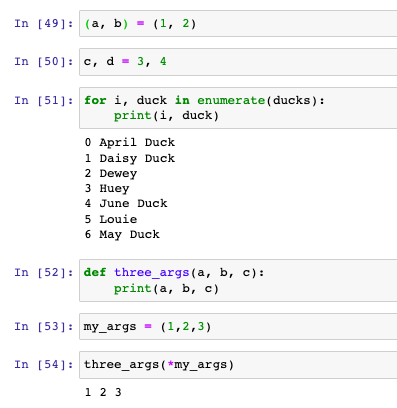 In [49]: (a, b) = (1, 2)
In [50]: c, d = 3, 4
In [51]: for i, duck in enumerate(ducks):
    print(i, duck)
0 April Duck
1 Daisy Duck
2 Dewey
3 Huey
4 June Duck
5 Louie
6 May Duck
In [52]: def three_args(a, b, c):
    print(a, b, c)
In [53]: my_args = (1,2,3)
In [54]: three_args(*my_args)
1 2 3